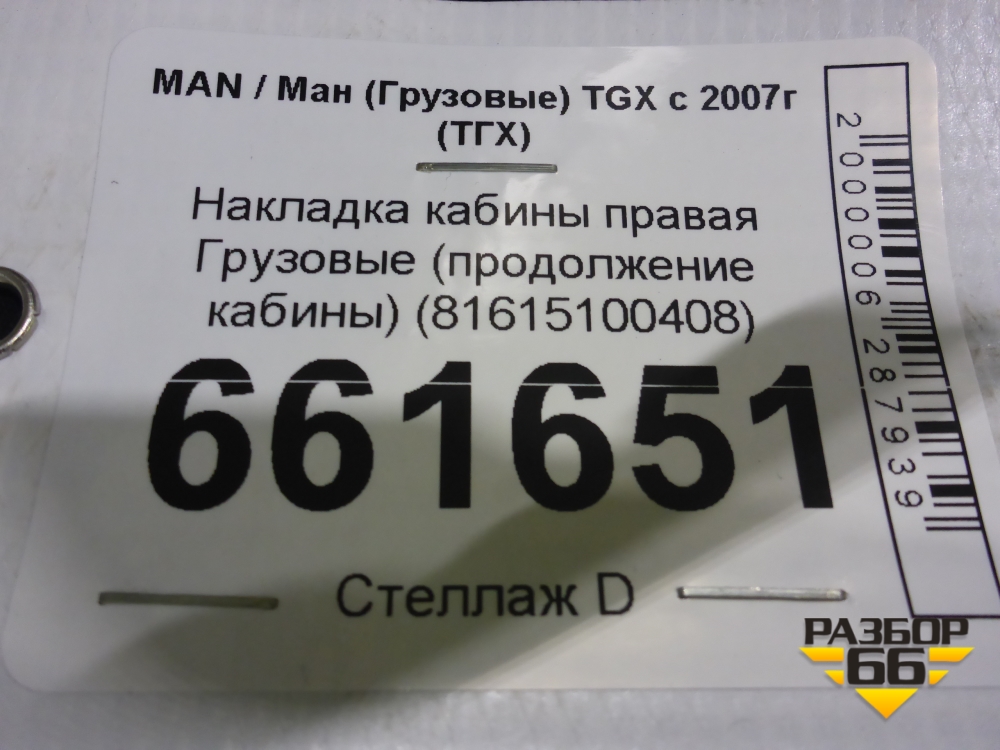 MAN / Ман (Грузовые) TGX с 2007г
(ТГХ)
Накладка кабины правая
Грузовые (продолжение
кабины) (81615100408)
661651
Стеллаж D
2000006287939
РАЗБОР
66